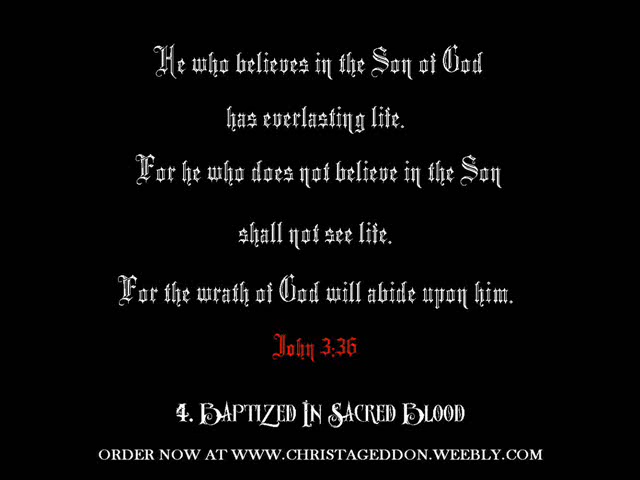 He who believes in the Son of God
has everlasting life.
For he who does not believe in the Son
shall not see life.
For the wrath of God will abide upon him.
John 3:36
4. Baptized In Sacred Blood
ORDER NOW AT WWW.CHRISTAGEDDON.WEEBLY.COM